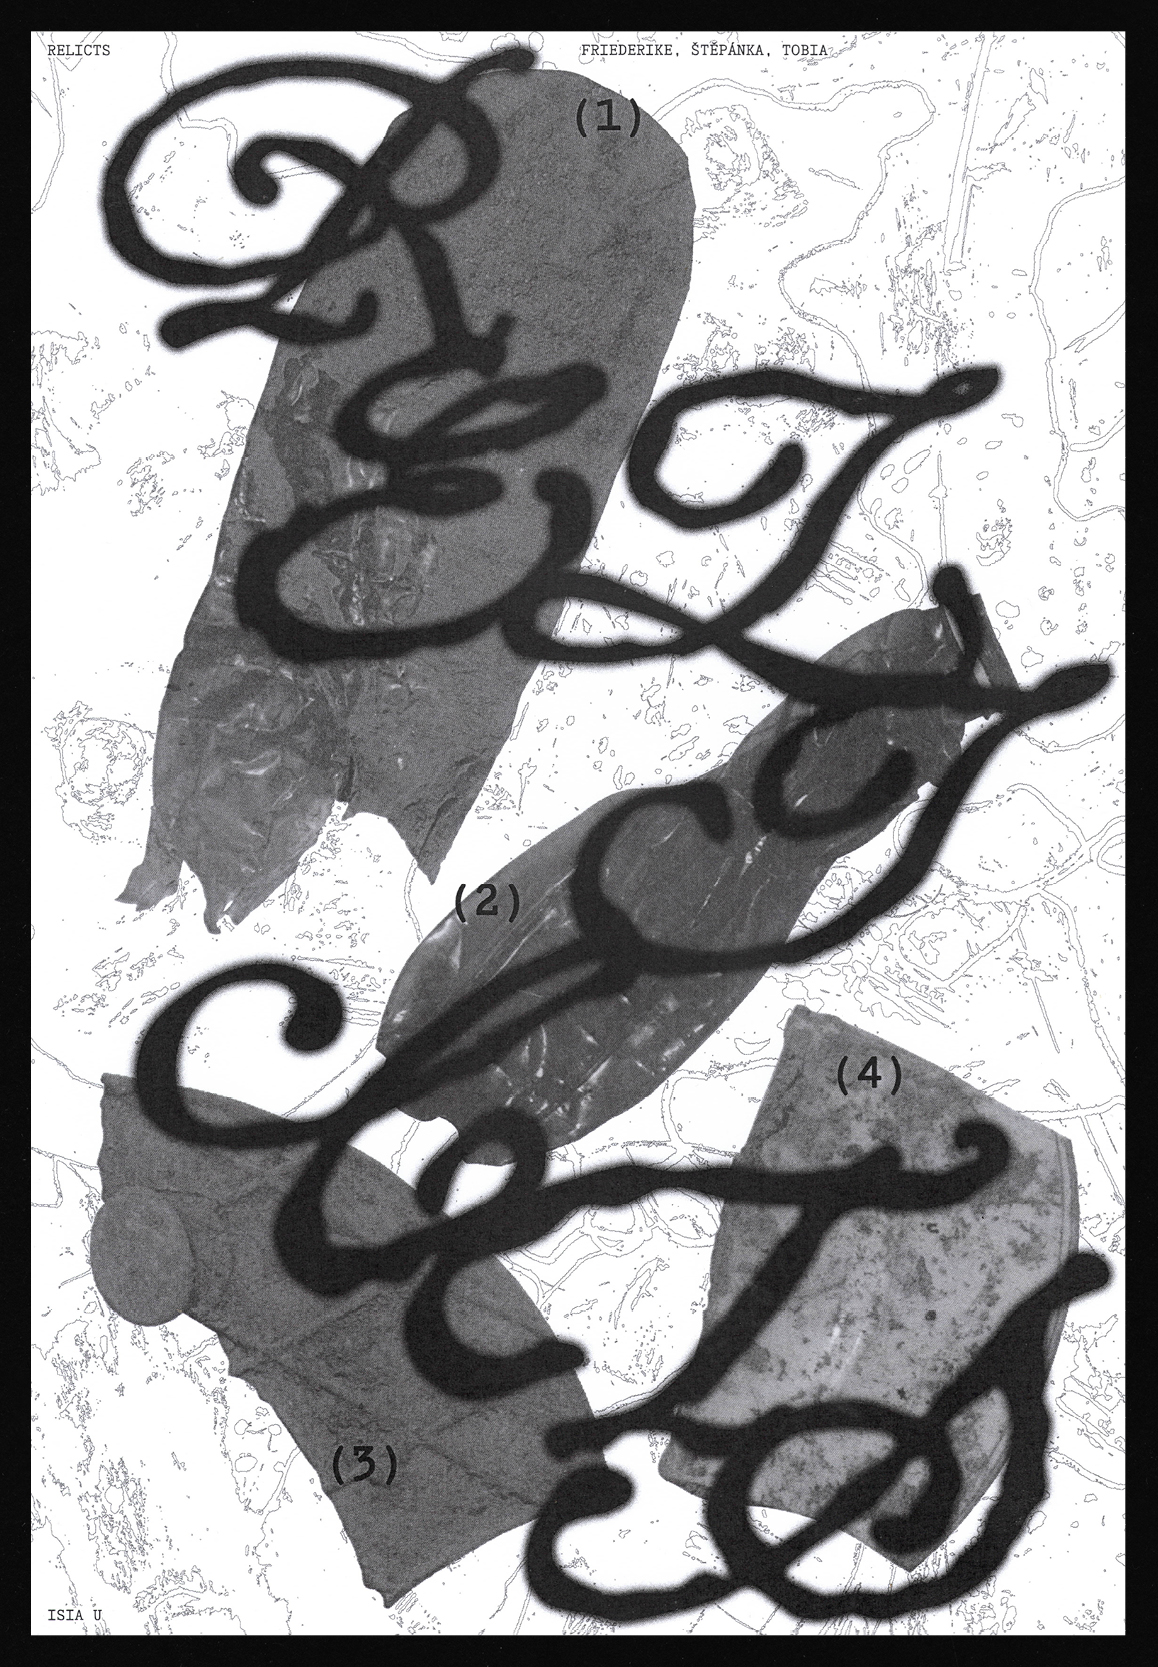 RELICTS
FRIEDERIKE, ŠTĚPÁNKA, TOBIA
(1)
Relicts
(2)
(4)
(3)
ISIA U